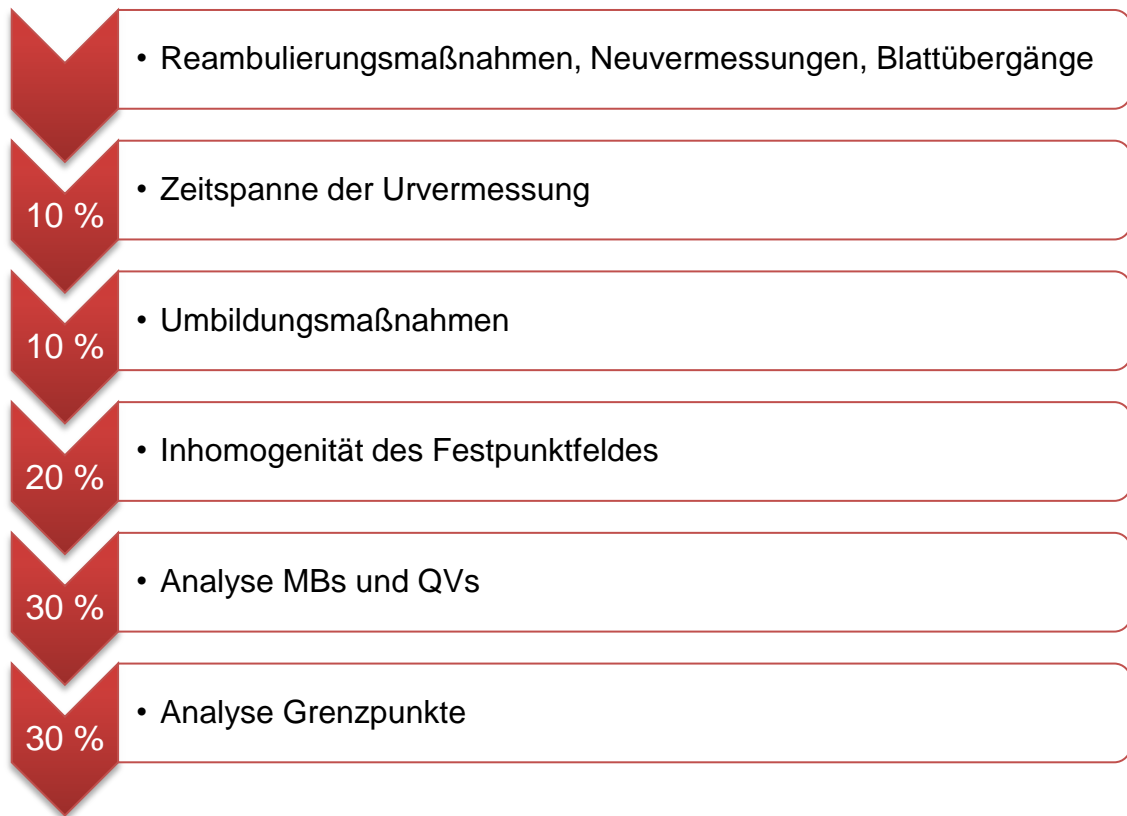 • Reambulierungsmaßnahmen, Neuvermessungen, Blattübergänge
10 %
• Zeitspanne der Urvermessung
10 %
• Umbildungsmaßnahmen
20 %
• Inhomogenität des Festpunktfeldes
30 %
• Analyse MBs und QVs
30 %
• Analyse Grenzpunkte